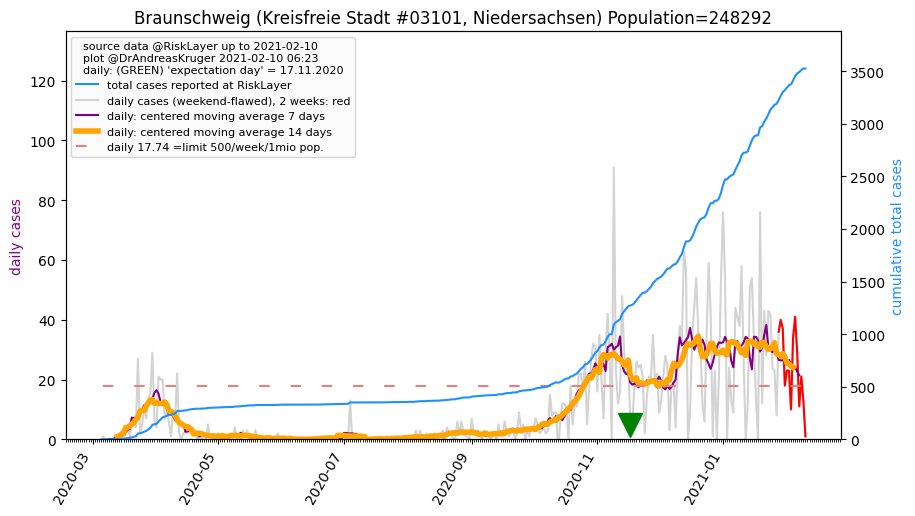 Braunschweig (Kreisfreie Stadt #03101, Niedersachsen) Population=248292
source data @RiskLayer up to 2021-02-10
plot @DrAndreasKruger 2021-02-10 06:23
daily: (GREEN) 'expectation day' = 17.11.2020
total cases reported at RiskLayer
daily cases (weekend-flawed), 2 weeks: red
daily: centered moving average 7 days
daily: centered moving average 14 days
daily 17.74 =limit 500/week/1mio pop.
daily cases
120
100
80
60
40
20
0
cumulative total cases
3500
3000
2500
2000
1500
1000
500
0
2020-03
2020-05
2020-07
2020-09
2020-11
2021-01